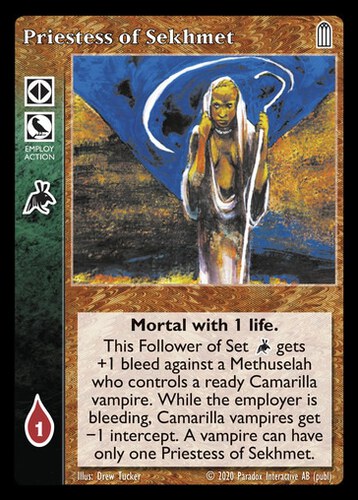 Priestess of Sekhmet
EMPLOY
ACTION
Mortal with 1 life.
This Follower of Set gets
+1 bleed against a Methuselah
who controls a ready Camarilla
vampire. While the employer is
bleeding, Camarilla vampires get
−1 intercept. A vampire can have
only one Priestess of Sekhmet.
1
Illus: Drew Tucker © 2020 Paradox Interactive AB (publ)